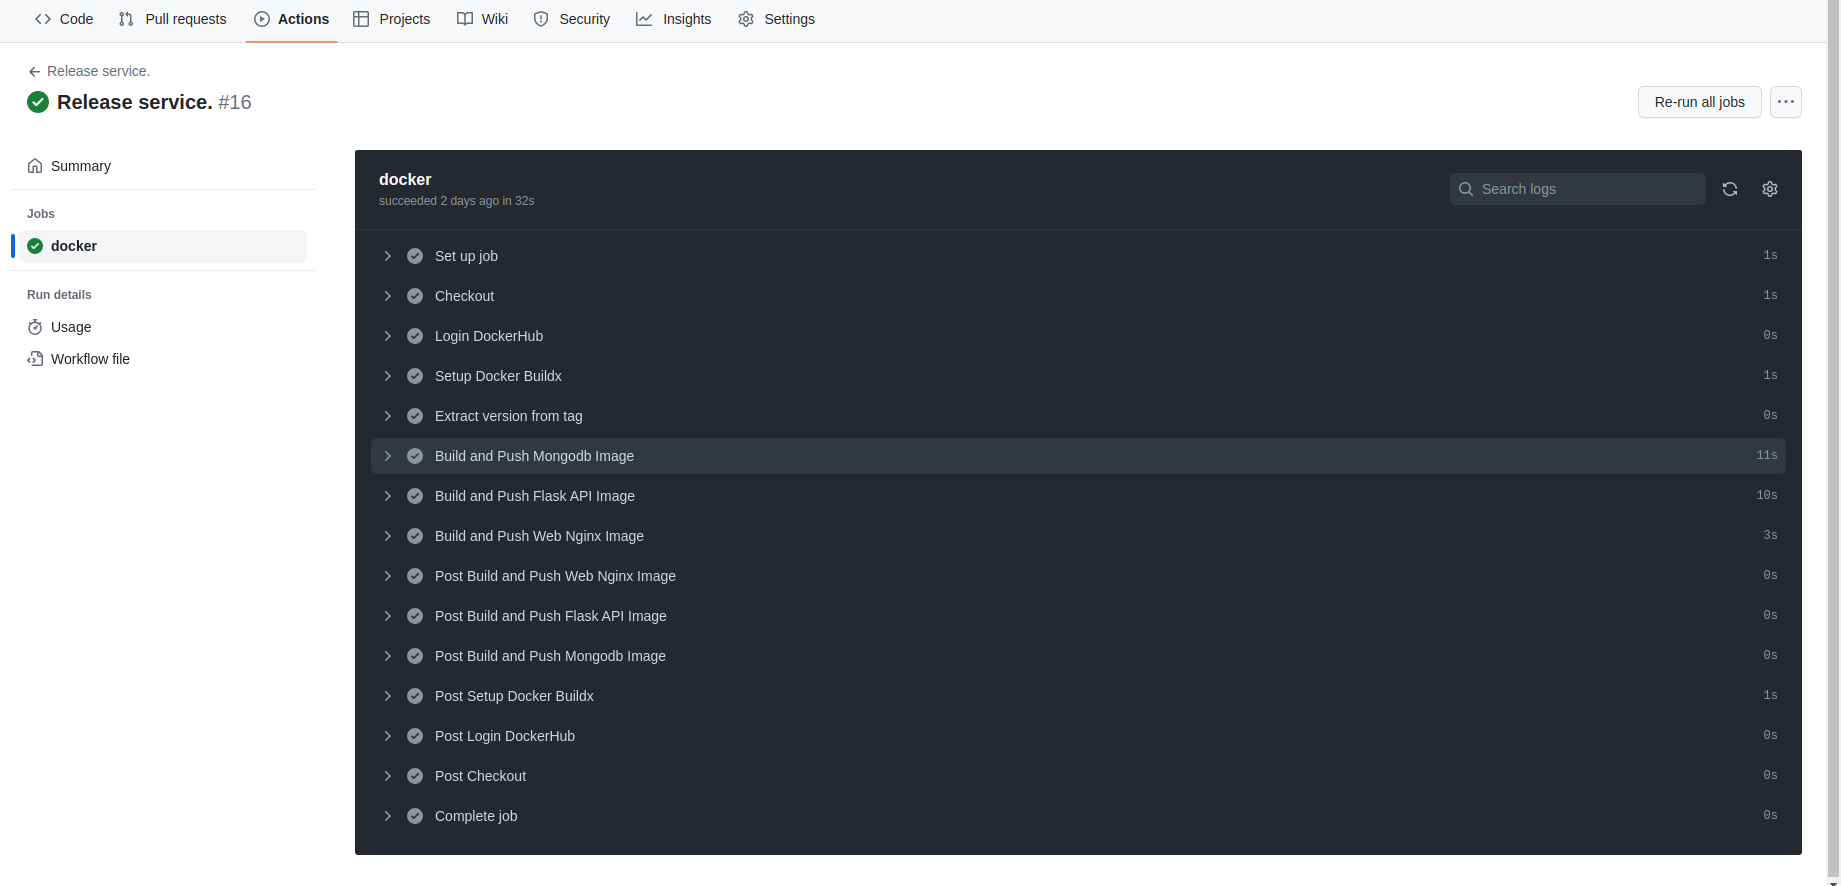 Code Pull requests Actions Projects Wiki Security Insights Settings
Release service.
Release service. #16
Re-run all jobs
Summary
Jobs
docker
Run details
Usage
Workflow file
docker
succeeded 2 days ago in 32s
Search logs
Set up job 1s
Checkout 1s
Login DockerHub 0s
Setup Docker Buildx 1s
Extract version from tag 0s
Build and Push Mongodb Image 11s
Build and Push Flask API Image 10s
Build and Push Web Nginx Image 3s
Post Build and Push Web Nginx Image 0s
Post Build and Push Flask API Image 0s
Post Build and Push Mongodb Image 0s
Post Setup Docker Buildx 1s
Post Login DockerHub 0s
Post Checkout 0s
Complete job 0s